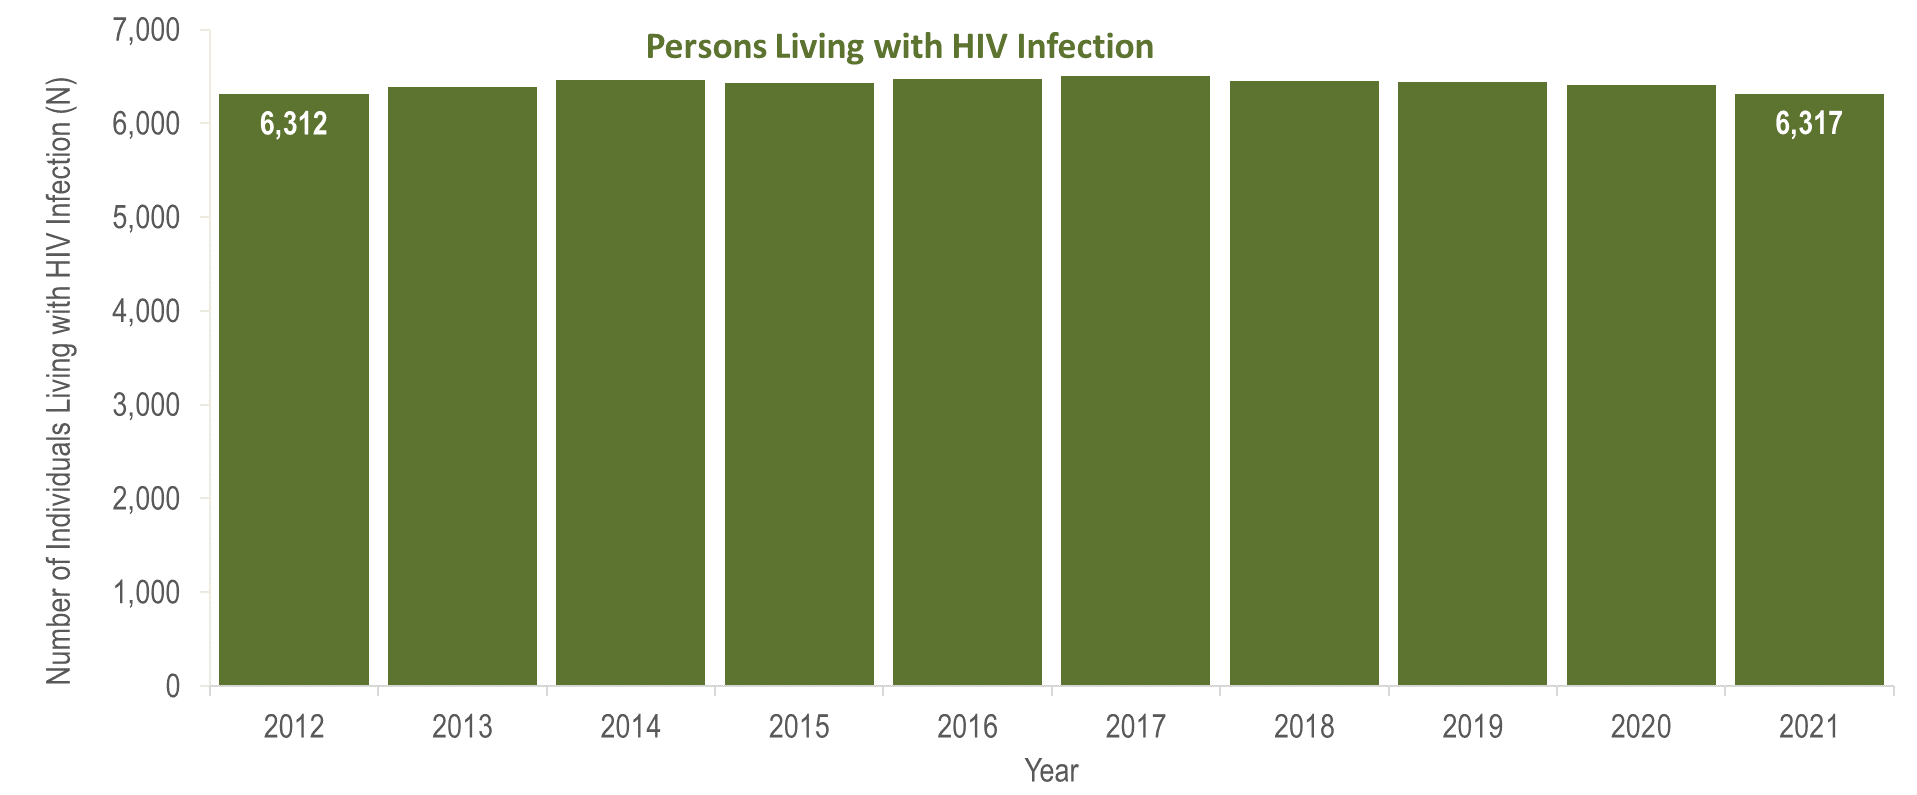 Persons Living with HIV Infection
Number of Individuals Living with HIV Infection (N)
7,000
6,000
5,000
4,000
3,000
2,000
1,000
0
6,312
6,317
2012 2013 2014 2015 2016 2017 2018 2019 2020 2021
Year